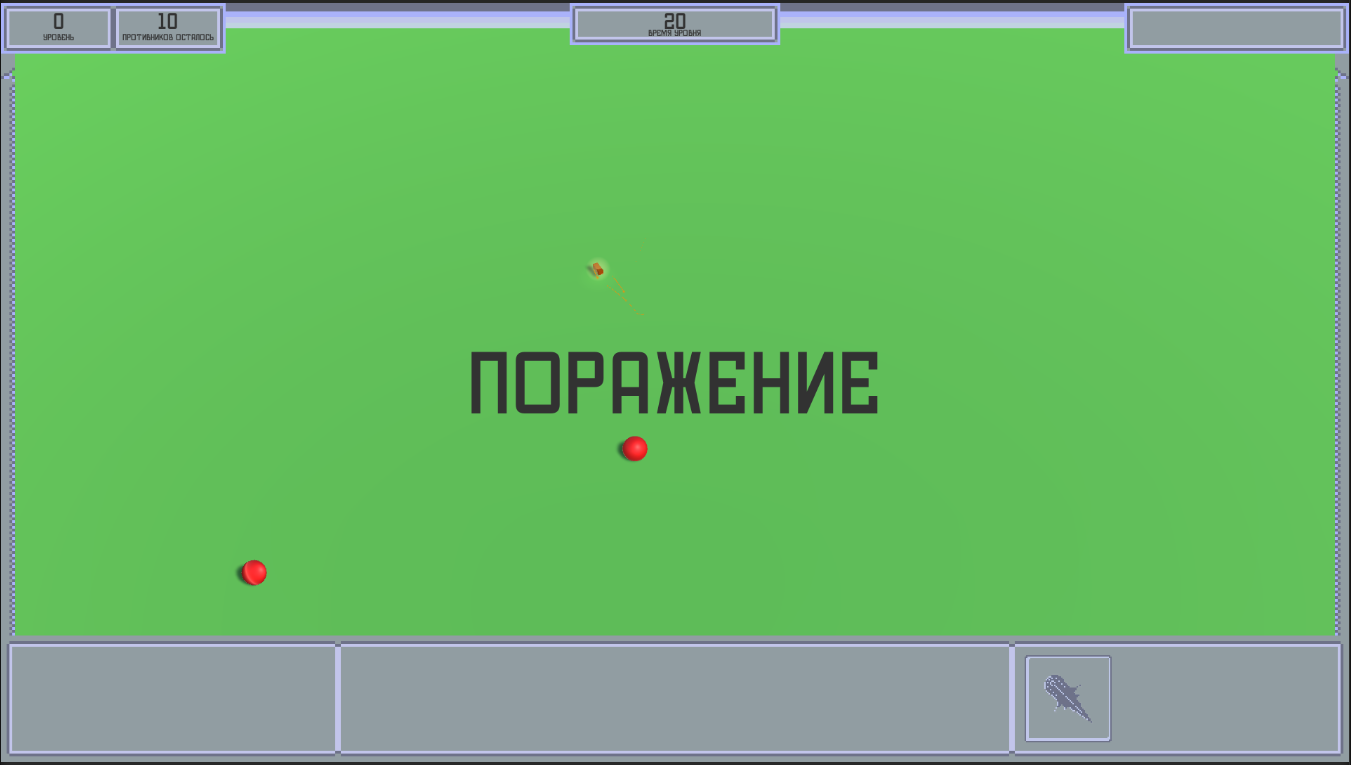 0
УРОВЕНЬ
10
ПРОТИВНИКОВ ОСТАЛОСЬ
20
ВРЕМЯ УРОВНЯ
ПОРАЖЕНИЕ